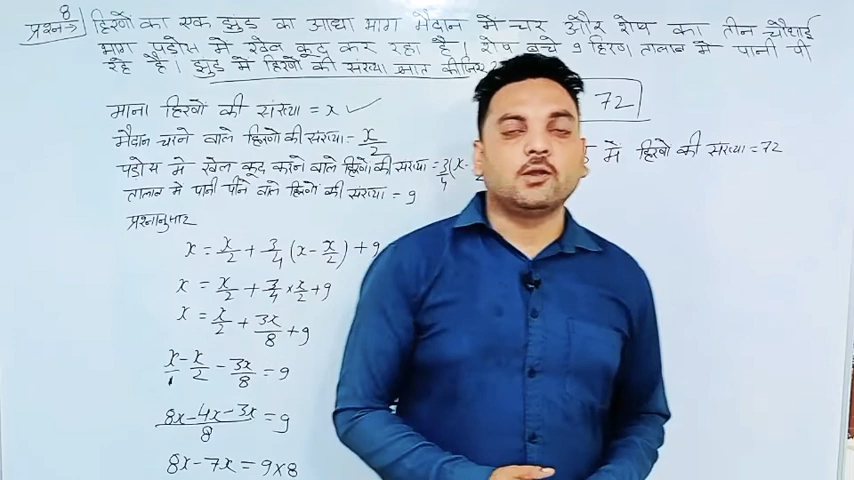 प्रश्न 8→ हिरणों का एक झुंड का आधा भाग मैदान में चर और शेष का तीन चौथाई
भाग पडोस मे खेल कूद कर रहा है। शेष बचे 9 हिरण तालाब मे पानी पी
रहे है। झुंड मे हिरणों की संख्या ज्ञात कीजिए
माना हिरणों की संख्या = x ✓
72
मैदान चरने वाले हिरणों की संख्या = x/2
मे हिरणों की संख्या = 72
पडोस मे खेल कूद करने वाले हिरणों की संख्या = 3/4(x-
तालाब मे पानी पीने वाले हिरणों की संख्या = 9
प्रश्नानुसार
x = x/2 + 3/4 (x - x/2) + 9
x = x/2 + 3/4 × x/2 + 9
x = x/2 + 3x/8 + 9
x/1 - x/2 - 3x/8 = 9
8x-4x-3x/8 = 9
8x-7x = 9×8